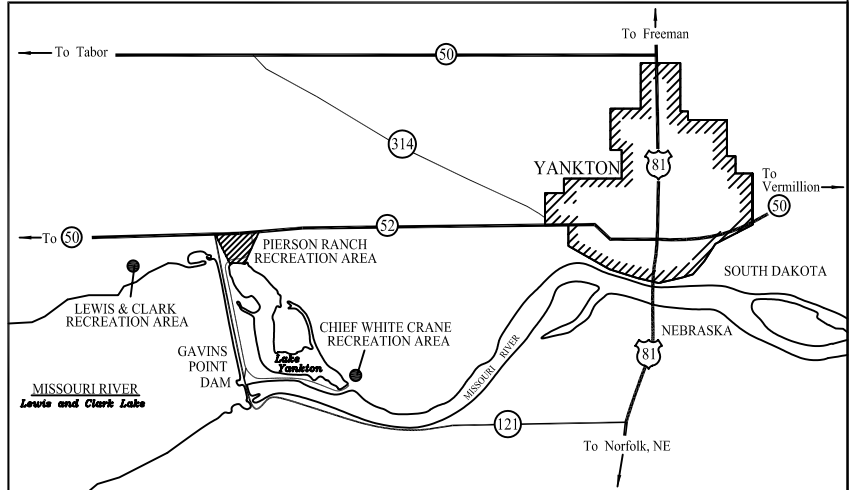 To Freeman
To Tabor
50
314
YANKTON
81
To
Vermillion
50
52
To 50
PIERSON RANCH
RECREATION AREA
SOUTH DAKOTA
LEWIS & CLARK
RECREATION AREA
CHIEF WHITE CRANE
RECREATION AREA
NEBRASKA
GAVINS
POINT
DAM
Lake
Yankton
MISSOURI RIVER
81
MISSOURI RIVER
Lewis and Clark Lake
121
To Norfolk, NE